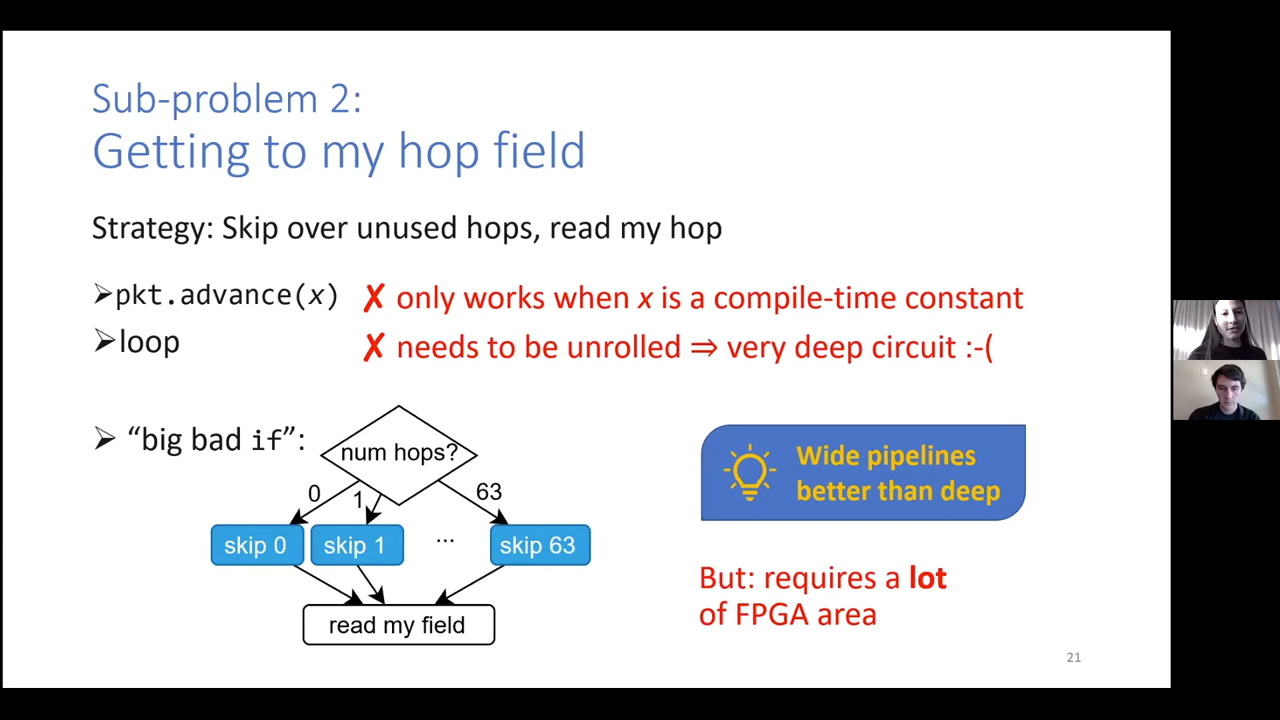 Sub-problem 2:
Getting to my hop field
Strategy: Skip over unused hops, read my hop
➢pkt.advance(x) ✗ only works when x is a compile-time constant
➢loop ✗ needs to be unrolled ⇒ very deep circuit :-(
➢ “big bad if”:
num hops?
0 1 63
skip 0 skip 1 ... skip 63
read my field
Wide pipelines
better than deep
But: requires a lot
of FPGA area
21